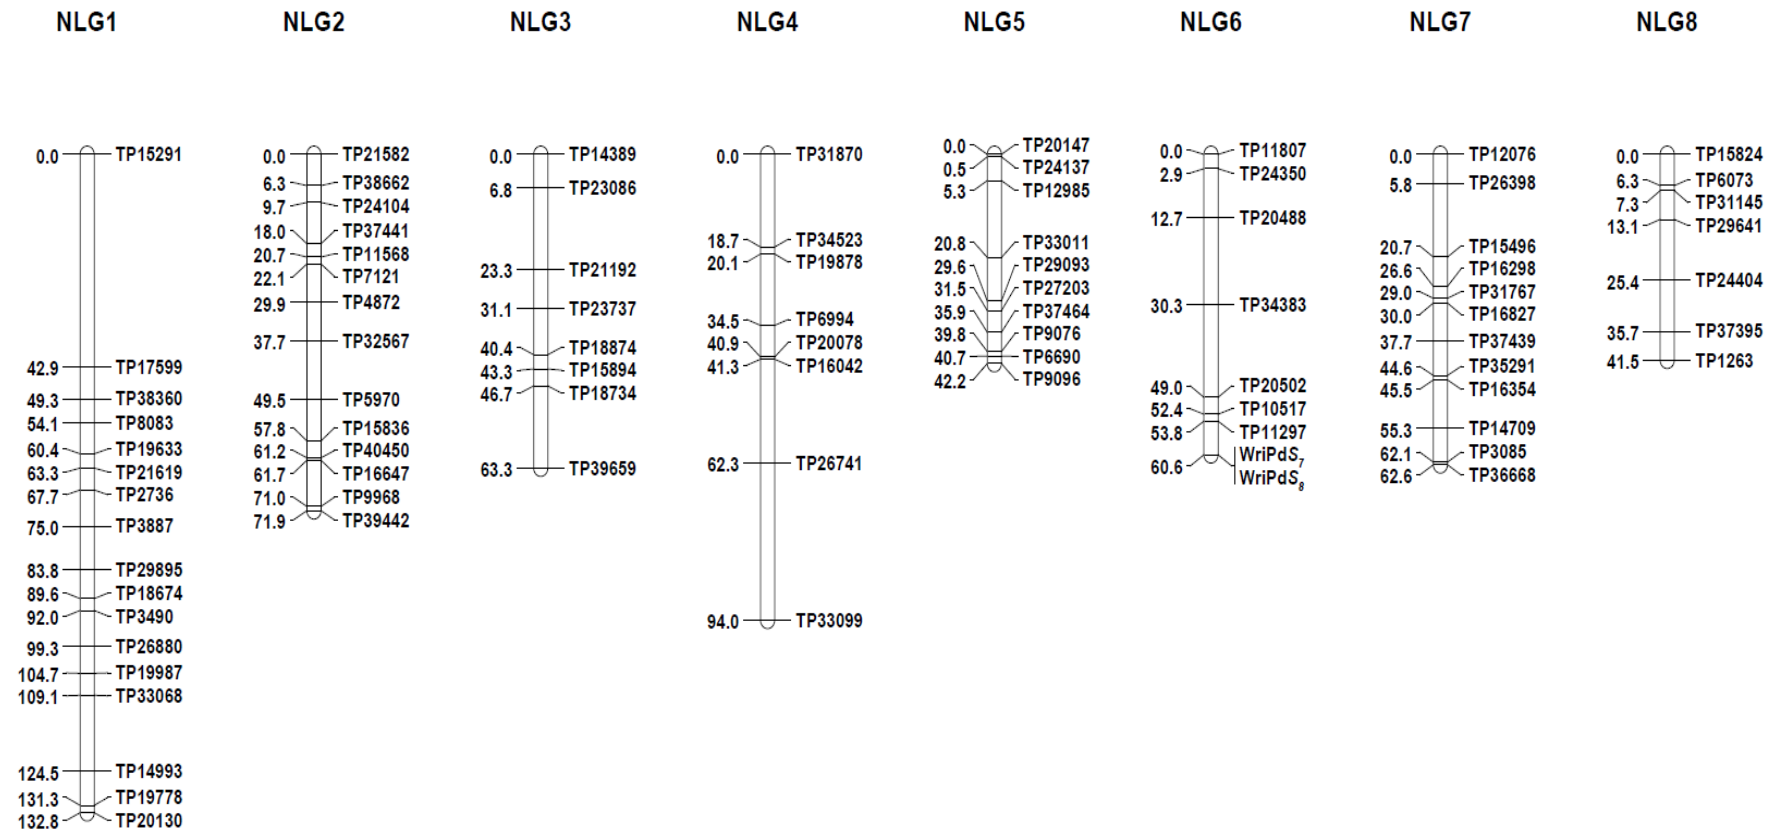 NLG1 NLG2 NLG3 NLG4 NLG5 NLG6 NLG7 NLG8
0.0 TP15291
42.9 TP17599
49.3 TP38360
54.1 TP8083
60.4 TP19633
63.3 TP21619
67.7 TP2736
75.0 TP3887
83.8 TP29895
89.6 TP18674
92.0 TP3490
99.3 TP26880
104.7 TP19987
109.1 TP33068
124.5 TP14993
131.3 TP19778
132.8 TP20130
0.0 TP21582
6.3 TP38662
9.7 TP24104
18.0 TP37441
20.7 TP11568
22.1 TP7121
29.9 TP4872
37.7 TP32567
49.5 TP5970
57.8 TP15836
61.2 TP40450
61.7 TP16647
71.0 TP9968
71.9 TP39442
0.0 TP14389
6.8 TP23086
23.3 TP21192
31.1 TP23737
40.4 TP18874
43.3 TP15894
46.7 TP18734
63.3 TP39659
0.0 TP31870
18.7 TP34523
20.1 TP19878
34.5 TP6994
40.9 TP20078
41.3 TP16042
62.3 TP26741
94.0 TP33099
0.0 TP20147
0.5 TP24137
5.3 TP12985
20.8 TP33011
29.6 TP29093
31.5 TP27203
35.9 TP37464
39.8 TP9076
40.7 TP6690
42.2 TP9096
0.0 TP11807
2.9 TP24350
12.7 TP20488
30.3 TP34383
49.0 TP20502
52.4 TP10517
53.8 TP11297
60.6 WriPdS7
WriPdS8
0.0 TP12076
5.8 TP26398
20.7 TP15496
26.6 TP16298
29.0 TP31767
30.0 TP16827
37.7 TP37439
44.6 TP35291
45.5 TP16354
55.3 TP14709
62.1 TP3085
62.6 TP36668
0.0 TP15824
6.3 TP6073
7.3 TP31145
13.1 TP29641
25.4 TP24404
35.7 TP37395
41.5 TP1263